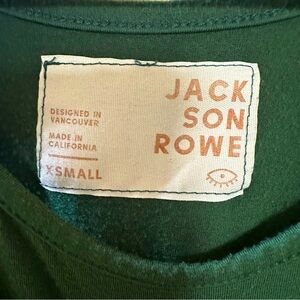 JACK
SON
ROWE
DESIGNED IN
VANCOUVER
MADE IN
CALIFORNIA
XSMALL